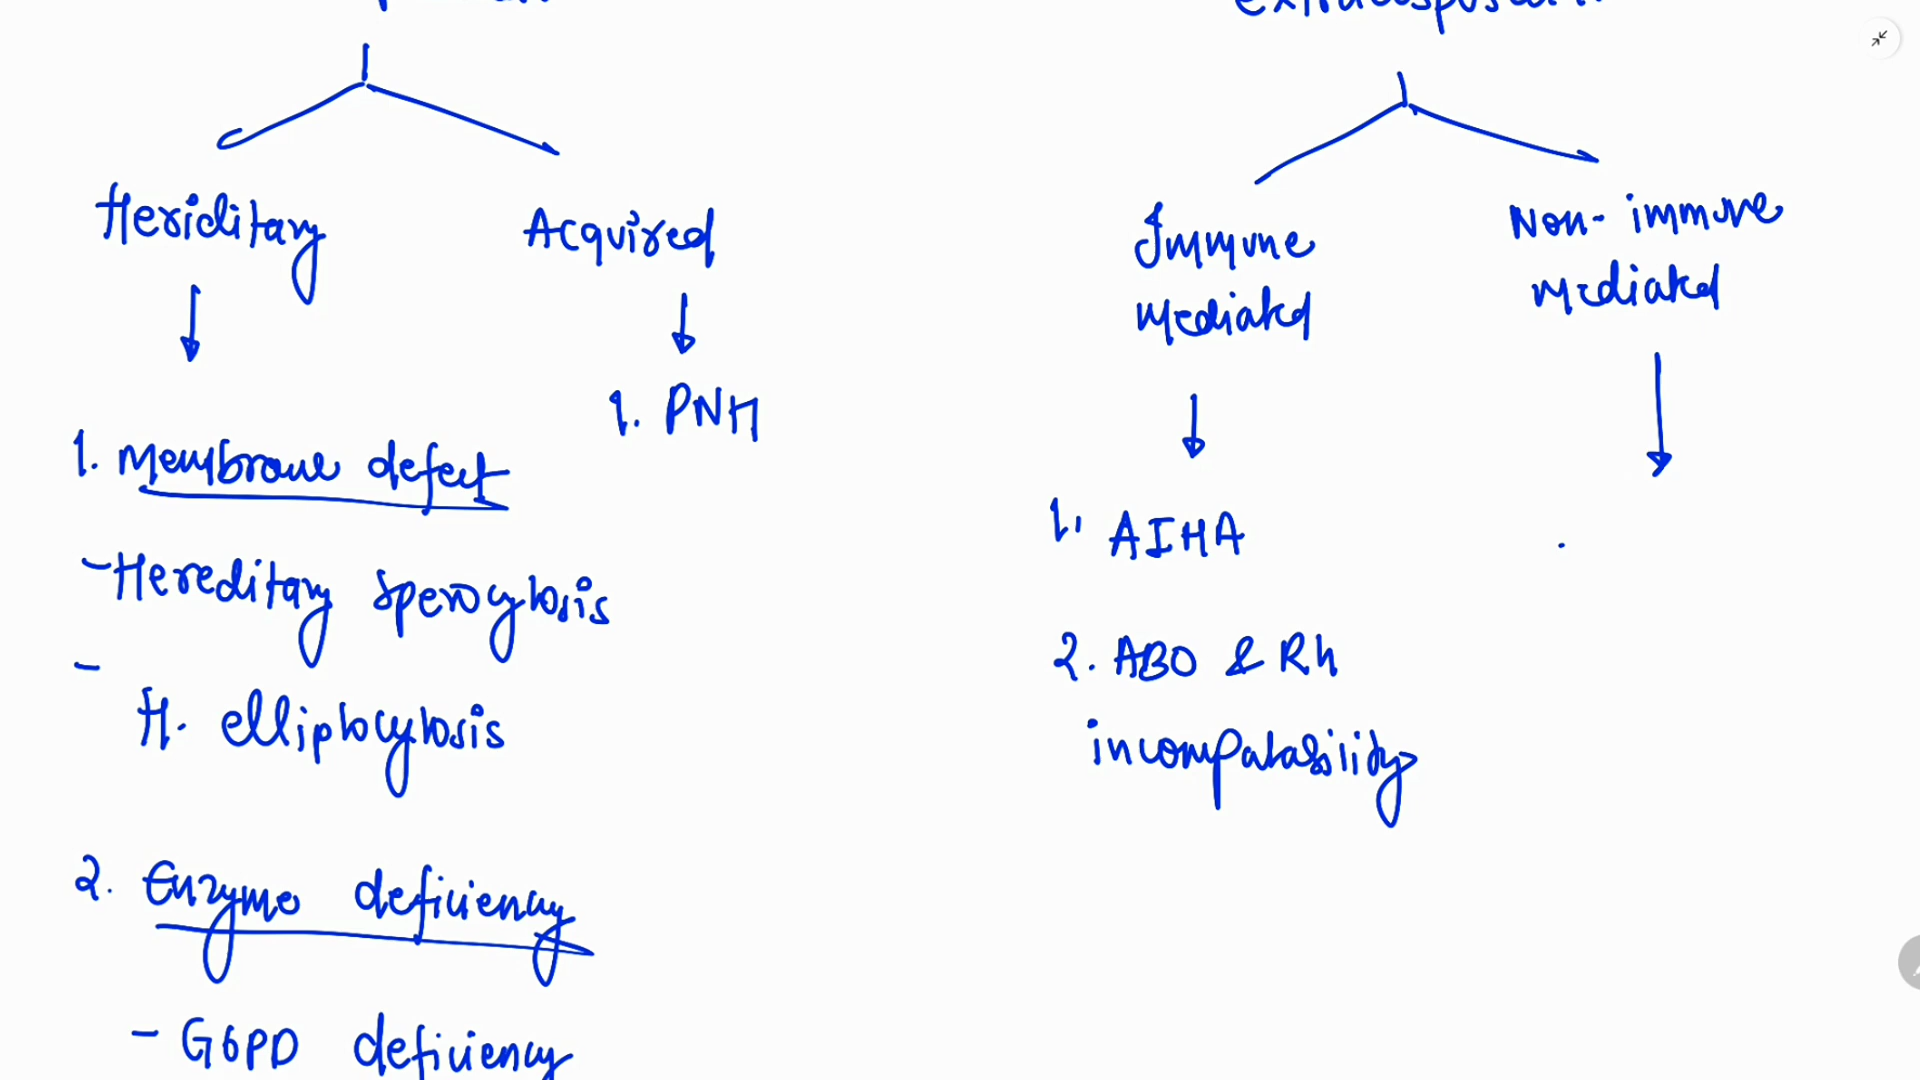 Heriditary
Acquired
1. PNH
1. Membrane defect
- Hereditary sperocytosis
- H. elliptocytosis
2. Enzyme deficiency
- G6PD deficiency
Immune
mediated
Non-immune
mediated
1. AIHA
2. ABO & Rh
incompatability